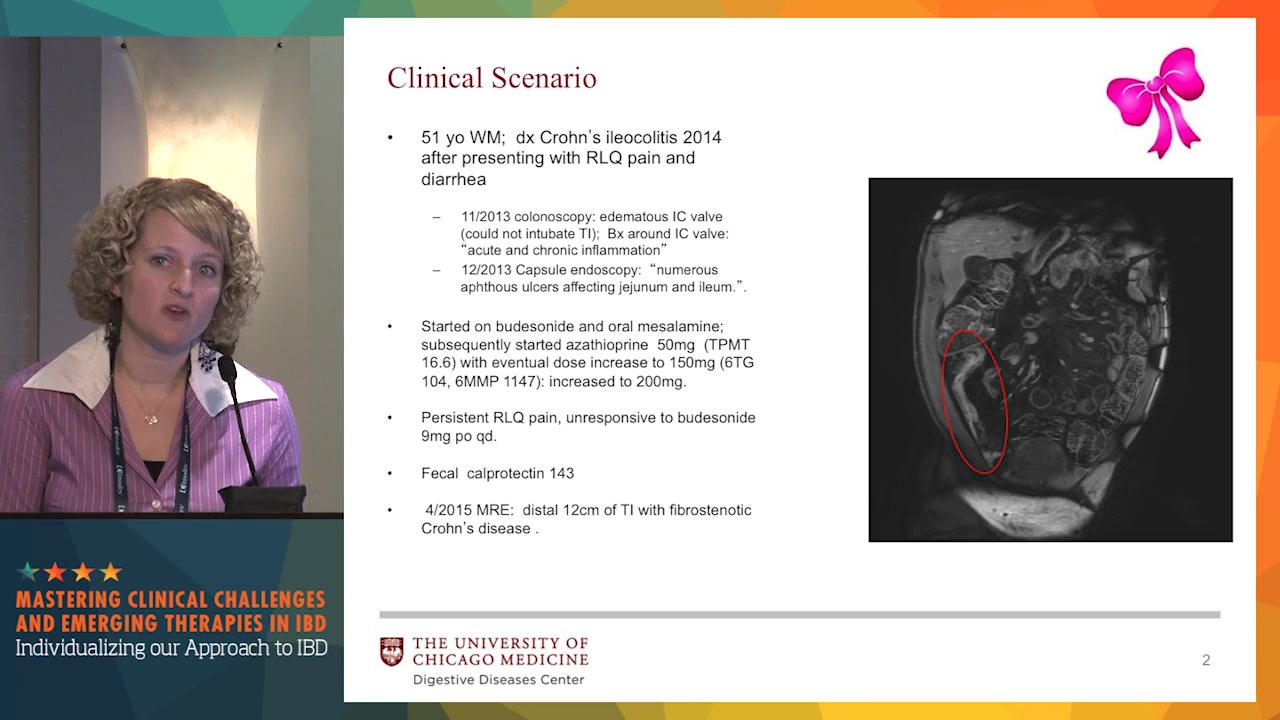 Clinical Scenario
• 51 yo WM; dx Crohn's ileocolitis 2014
after presenting with RLQ pain and
diarrhea
– 11/2013 colonoscopy: edematous IC valve
(could not intubate TI); Bx around IC valve:
“acute and chronic inflammation”
– 12/2013 Capsule endoscopy: “numerous
aphthous ulcers affecting jejunum and ileum.”.
• Started on budesonide and oral mesalamine;
subsequently started azathioprine 50mg (TPMT
16.6) with eventual dose increase to 150mg (6TG
104, 6MMP 1147): increased to 200mg.
• Persistent RLQ pain, unresponsive to budesonide
9mg po qd.
• Fecal calprotectin 143
• 4/2015 MRE: distal 12cm of TI with fibrostenotic
Crohn's disease .
THE UNIVERSITY OF
CHICAGO MEDICINE
Digestive Diseases Center
2
MASTERING CLINICAL CHALLENGES
AND EMERGING THERAPIES IN IBD
Individualizing our Approach to IBD